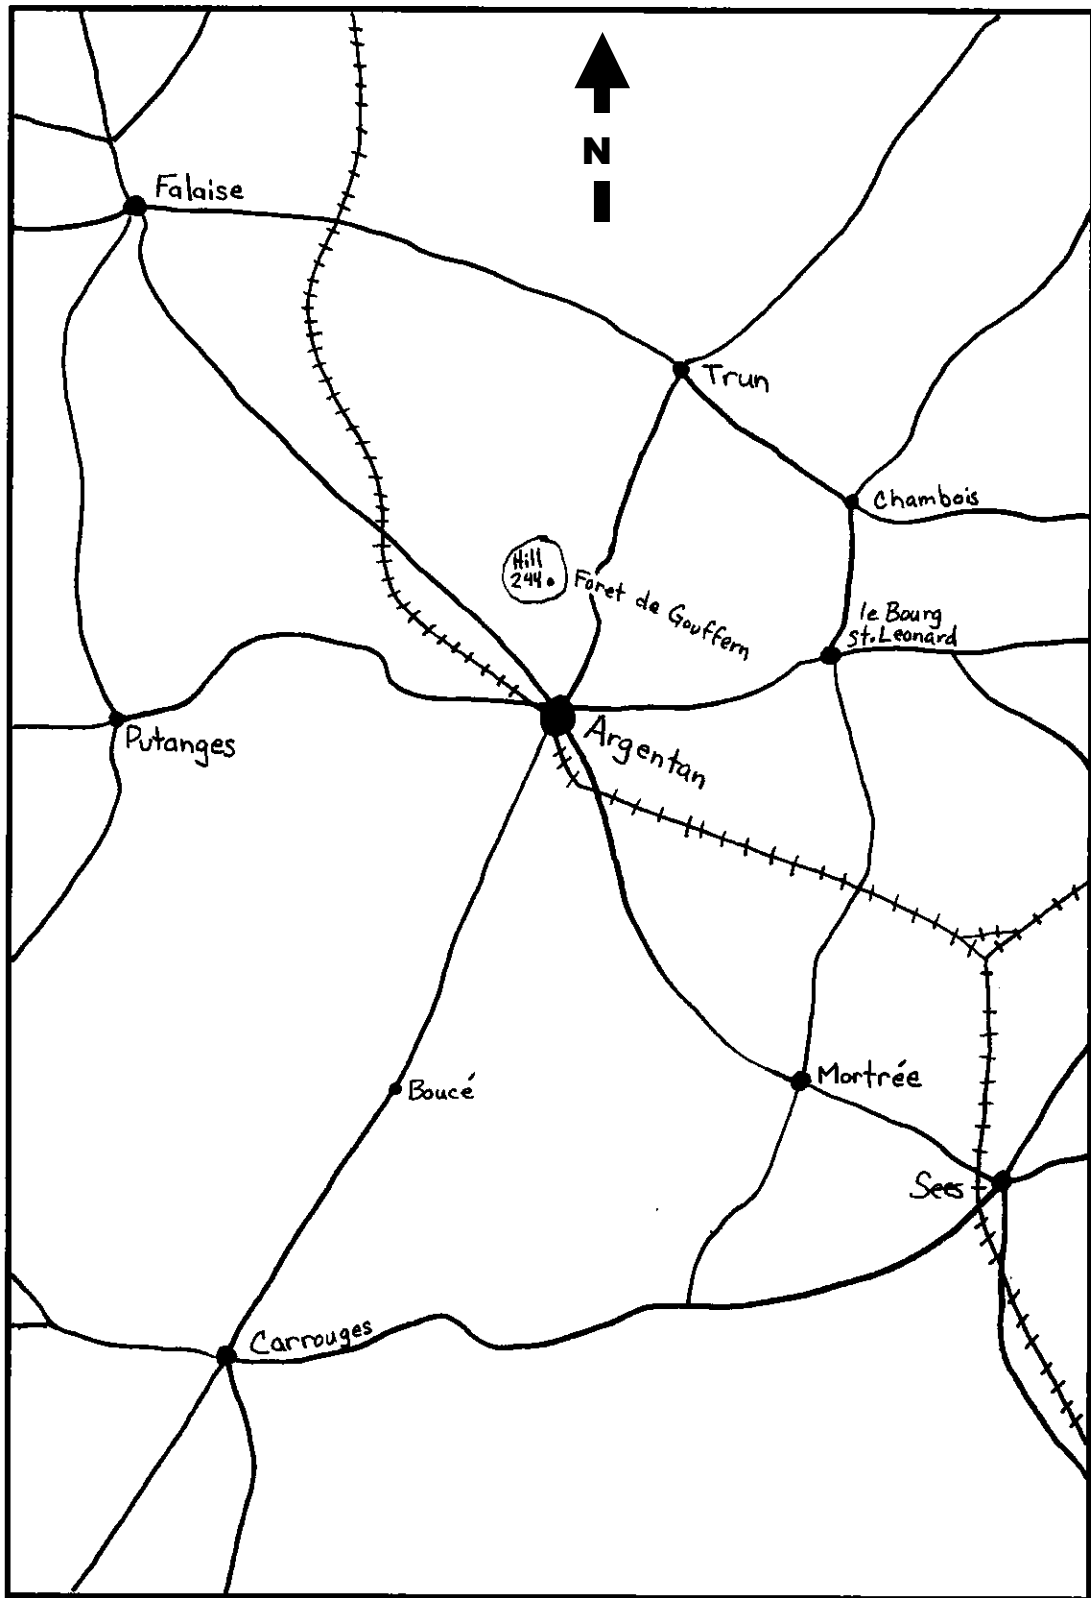 N
Falaise
Trun
Chambois
Hill
244
Foret de Gouffern
le Bourg
st. Leonard
Putanges
Argentan
Boucé
Mortrée
Sees
Carrouges